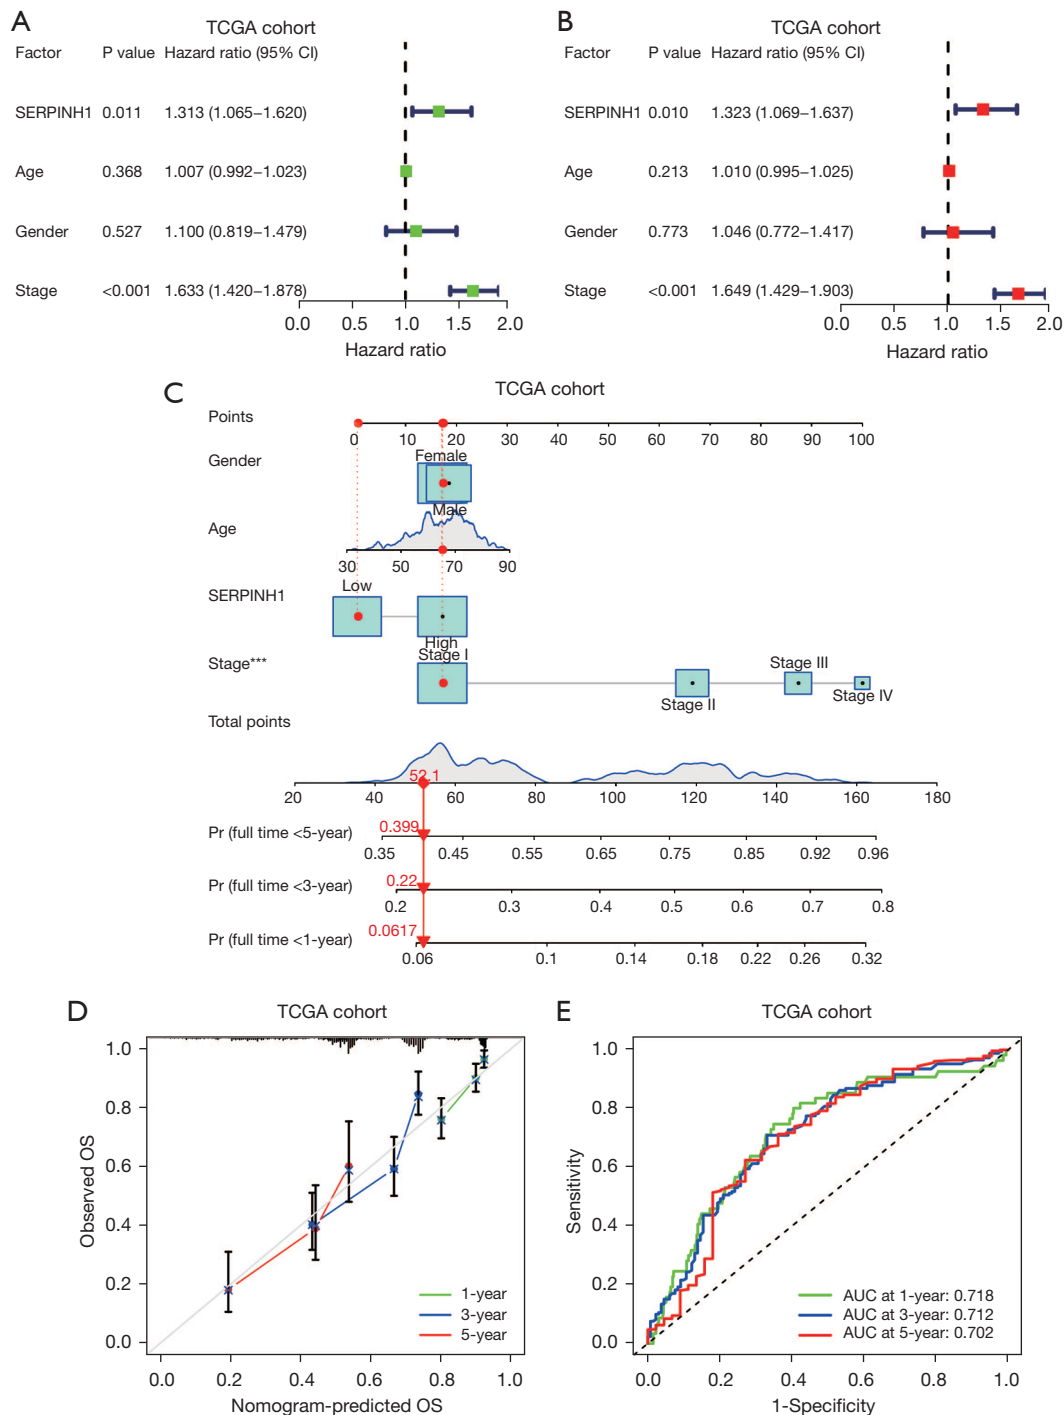 A
TCGA cohort
Factor P value Hazard ratio (95% CI)
SERPINH1 0.011 1.313 (1.065–1.620)
Age 0.368 1.007 (0.992–1.023)
Gender 0.527 1.100 (0.819–1.479)
Stage <0.001 1.633 (1.420–1.878)
0.0 0.5 1.0 1.5 2.0
Hazard ratio
B
TCGA cohort
Factor P value Hazard ratio (95% CI)
SERPINH1 0.010 1.323 (1.069–1.637)
Age 0.213 1.010 (0.995–1.025)
Gender 0.773 1.046 (0.772–1.417)
Stage <0.001 1.649 (1.429–1.903)
0.0 0.5 1.0 1.5 2.0
Hazard ratio
C
TCGA cohort
Points
0 10 20 30 40 50 60 70 80 90 100
Gender
Female
Male
Age
30 50 70 90
SERPINH1
Low
High
Stage***
Stage I
Stage II
Stage III
Stage IV
Total points
52.1
20 40 60 80 100 120 140 160 180
Pr (full time <5-year)
0.399
0.35 0.45 0.55 0.65 0.75 0.85 0.92 0.96
Pr (full time <3-year)
0.22
0.2 0.3 0.4 0.5 0.6 0.7 0.8
Pr (full time <1-year)
0.0617
0.06 0.1 0.14 0.18 0.22 0.26 0.32
D
TCGA cohort
Observed OS
1.0
0.8
0.6
0.4
0.2
0.0
1-year
3-year
5-year
0.0 0.2 0.4 0.6 0.8 1.0
Nomogram-predicted OS
E
TCGA cohort
Sensitivity
1.0
0.8
0.6
0.4
0.2
0.0
AUC at 1-year: 0.718
AUC at 3-year: 0.712
AUC at 5-year: 0.702
0.0 0.2 0.4 0.6 0.8 1.0
1-Specificity